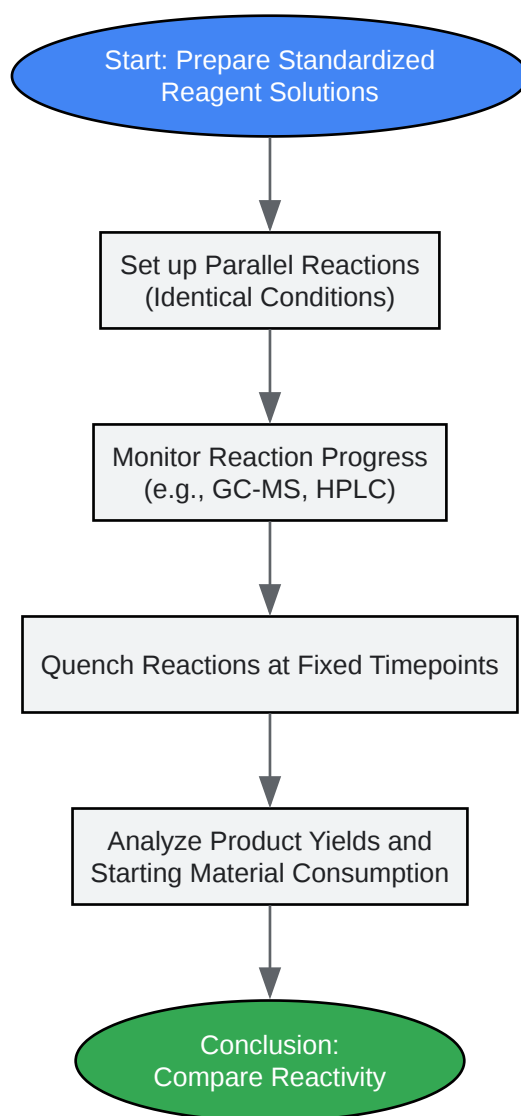 Start: Prepare Standardized
Reagent Solutions
Set up Parallel Reactions
(Identical Conditions)
Monitor Reaction Progress
(e.g., GC-MS, HPLC)
Quench Reactions at Fixed Timepoints
Analyze Product Yields and
Starting Material Consumption
Conclusion:
Compare Reactivity